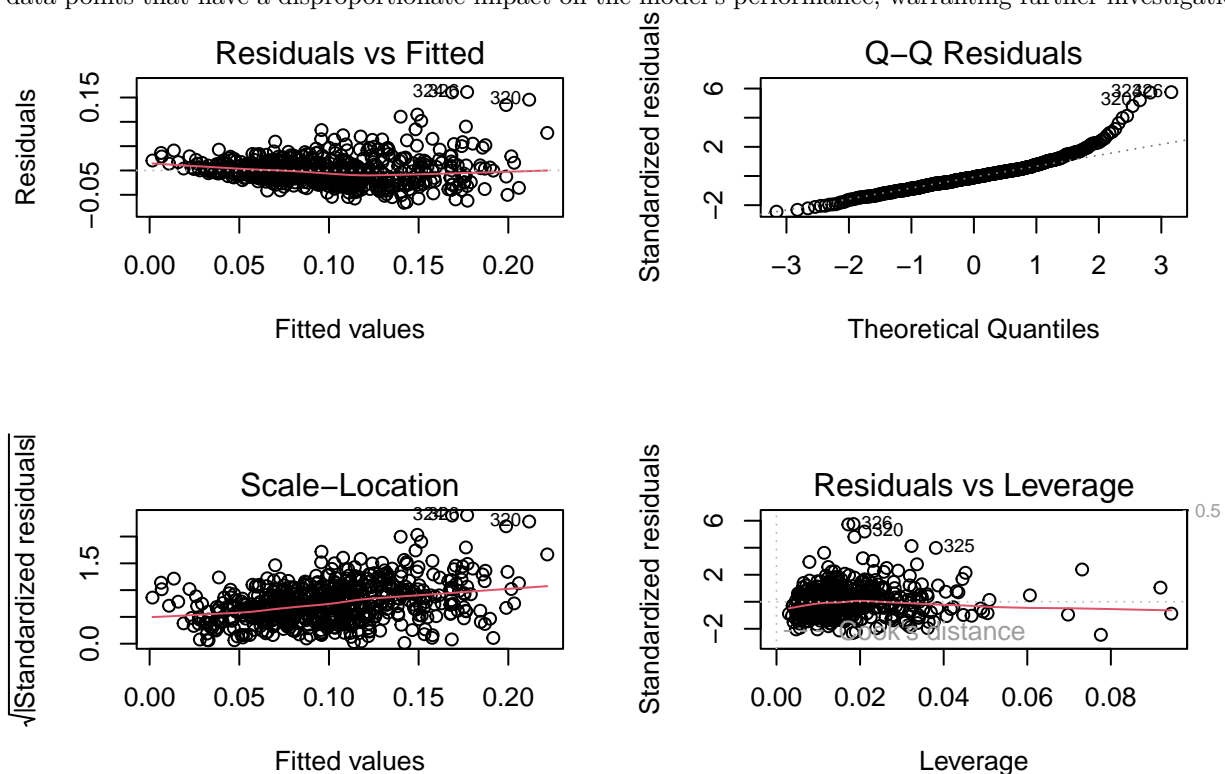 data points that have a disproportionate impact on the model's performance, warranting further investigati
Residuals vs Fitted
Residuals
0.15
−0.05
326
320
0.00 0.05 0.10 0.15 0.20
Fitted values
Q−Q Residuals
Standardized residuals
6
2
−2
326
320
−3 −2 −1 0 1 2 3
Theoretical Quantiles
Scale−Location
√|Standardized residuals|
1.5
0.0
326
320
0.00 0.05 0.10 0.15 0.20
Fitted values
Residuals vs Leverage
Standardized residuals
6
2
−2
0.5
326
320
325
Cook's distance
0.00 0.02 0.04 0.06 0.08
Leverage